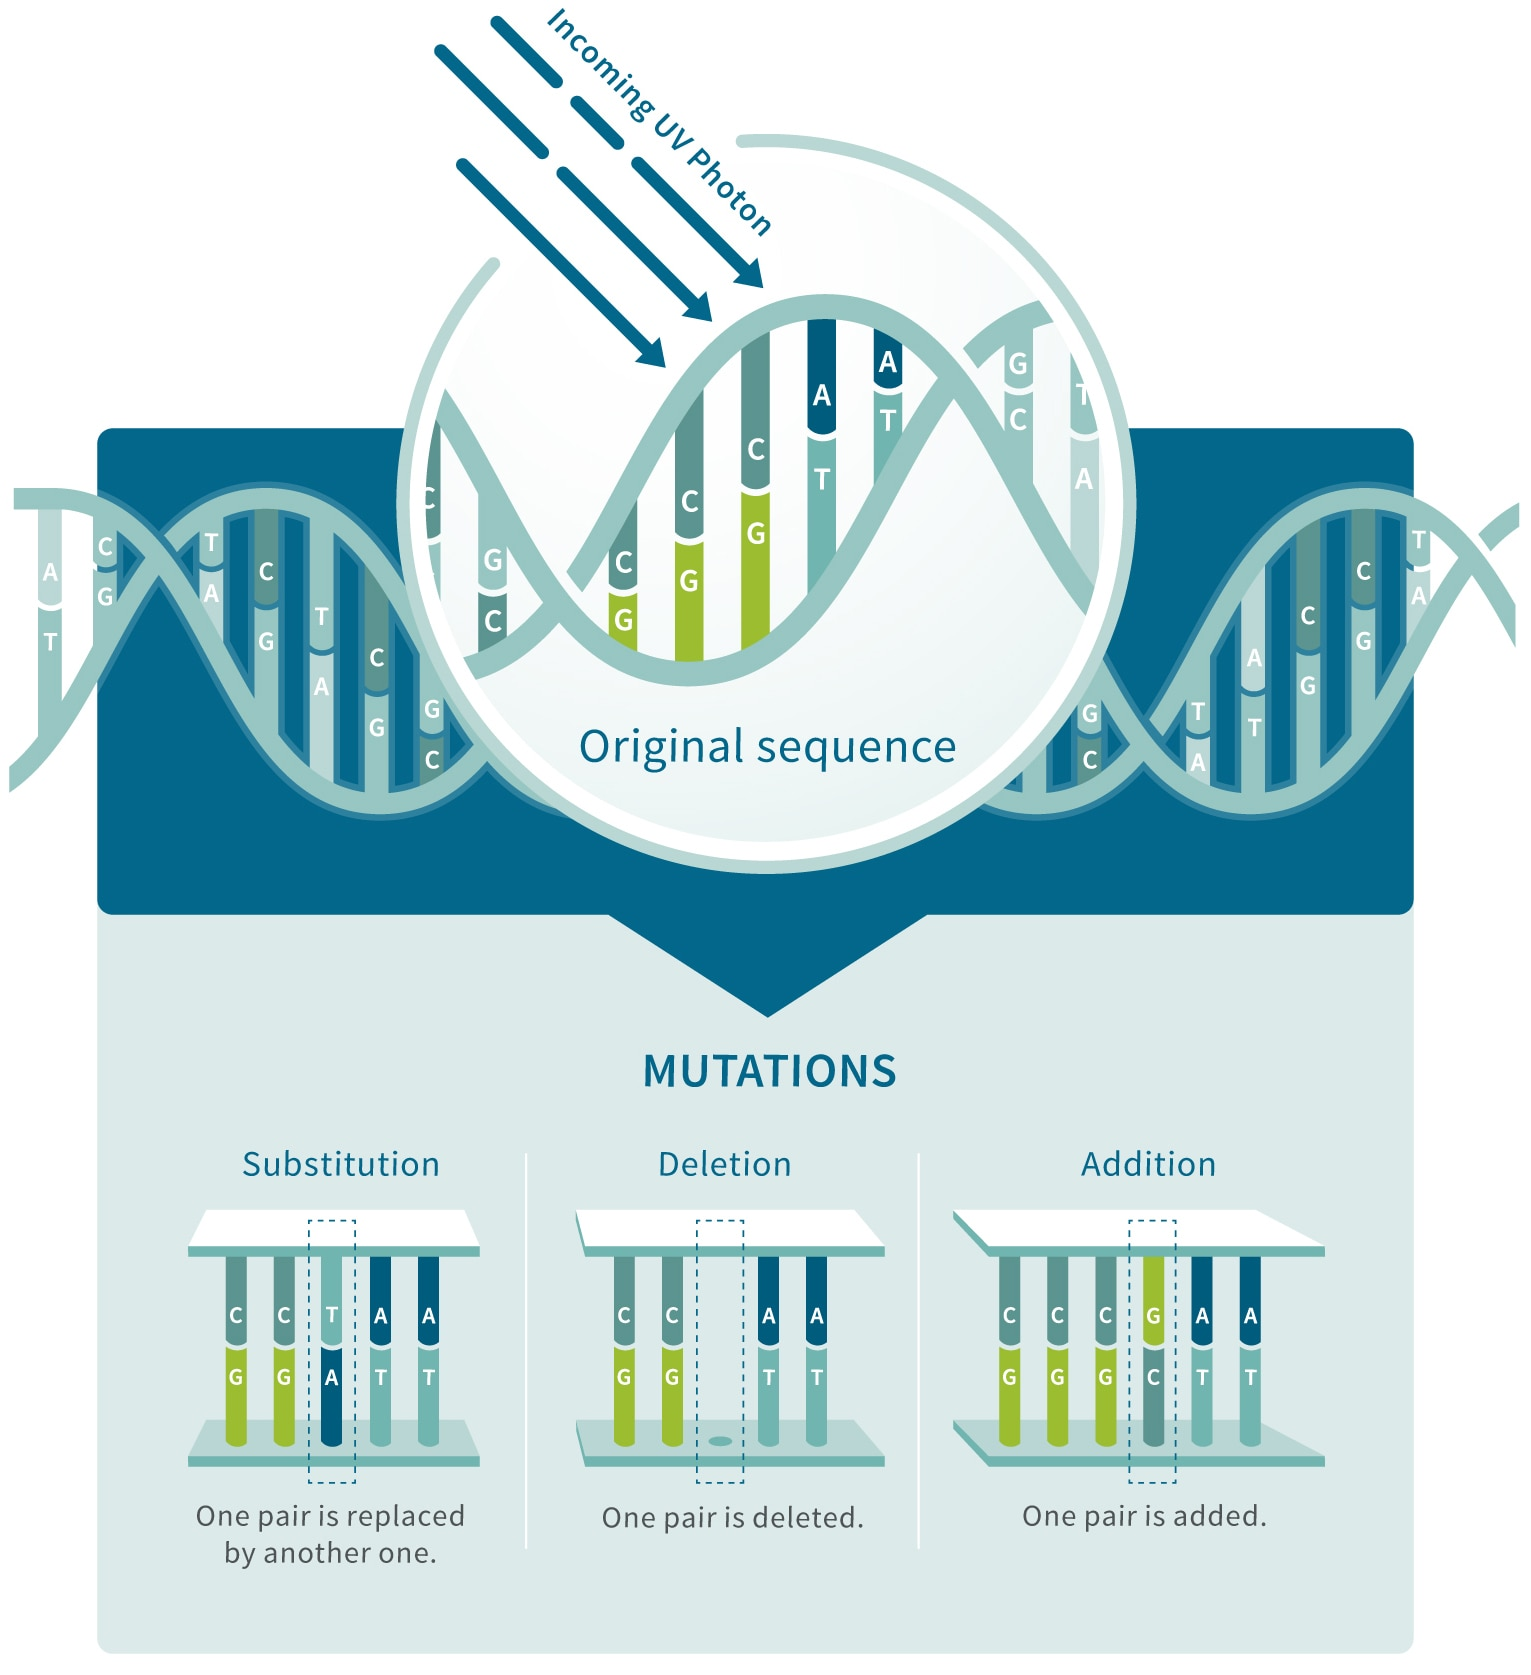 Incoming UV Photon
A
T
C
G
T
A
C
G
T
A
C
G
G
C
C
G
C
C
G
C
G
C
G
A
T
A
T
G
C
T
A
G
C
T
A
A
T
C
G
C
G
T
A
Original sequence
MUTATIONS
Substitution
C C T A A
G G A T T
One pair is replaced
by another one.
Deletion
C C A A
G G T T
One pair is deleted.
Addition
C C C G A A
G G G C T T
One pair is added.